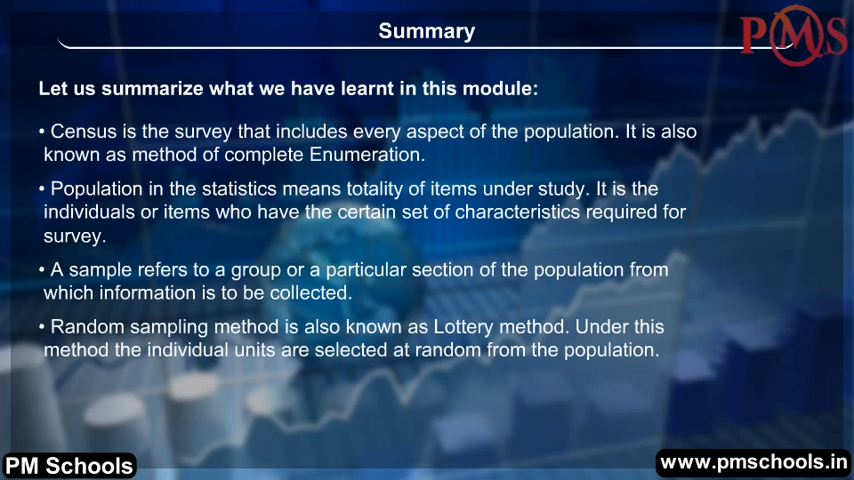 Summary
PMS
Let us summarize what we have learnt in this module:
• Census is the survey that includes every aspect of the population. It is also
known as method of complete Enumeration.
• Population in the statistics means totality of items under study. It is the
individuals or items who have the certain set of characteristics required for
survey.
• A sample refers to a group or a particular section of the population from
which information is to be collected.
• Random sampling method is also known as Lottery method. Under this
method the individual units are selected at random from the population.
PM Schools
www.pmschools.in